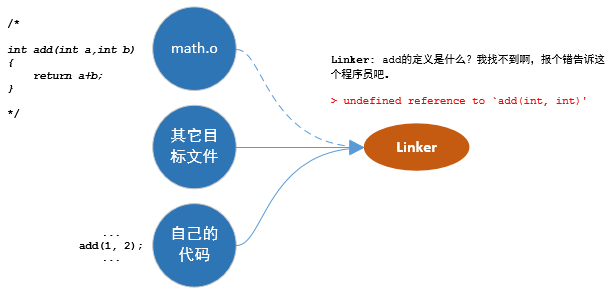 /*
int add(int a,int b)
{
    return a+b;
}
*/
math.o
Linker: add的定义是什么？我找不到啊，报个错告诉这
个程序员吧。
> undefined reference to `add(int, int)'
其它目
标文件
Linker
...
add(1, 2);
...
自己的
代码